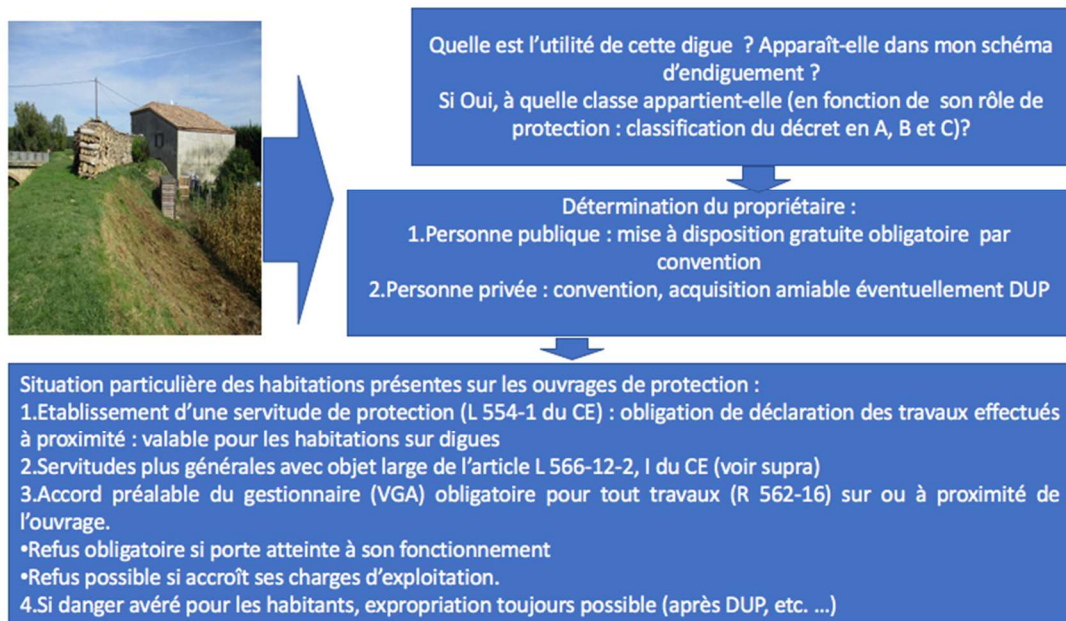 Quelle est l'utilité de cette digue ? Apparaît-elle dans mon schéma
d'endiguement ?
Si Oui, à quelle classe appartient-elle (en fonction de son rôle de
protection : classification du décret en A, B et C)?
Détermination du propriétaire :
1.Personne publique : mise à disposition gratuite obligatoire par
convention
2.Personne privée : convention, acquisition amiable éventuellement DUP
Situation particulière des habitations présentes sur les ouvrages de protection :
1.Etablissement d'une servitude de protection (L 554-1 du CE) : obligation de déclaration des travaux effectués
à proximité : valable pour les habitations sur digues
2.Servitudes plus générales avec objet large de l'article L 566-12-2, I du CE (voir supra)
3.Accord préalable du gestionnaire (VGA) obligatoire pour tout travaux (R 562-16) sur ou à proximité de
l'ouvrage.
•Refus obligatoire si porte atteinte à son fonctionnement
•Refus possible si accroît ses charges d'exploitation.
4.Si danger avéré pour les habitants, expropriation toujours possible (après DUP, etc. ...)